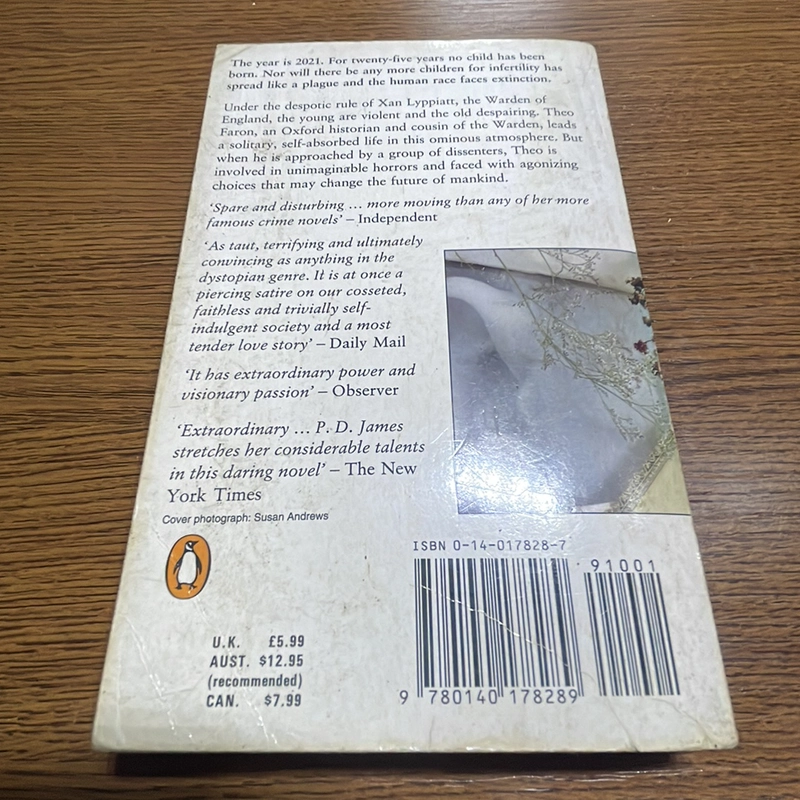 The year is 2021. For twenty-five years no child has been
born. Nor will there be any more children for infertility has
spread like a plague and the human race faces extinction.
Under the despotic rule of Xan Lyppiatt, the Warden of
England, the young are violent and the old despairing. Theo
Faron, an Oxford historian and cousin of the Warden, leads
a solitary, self-absorbed life in this ominous atmosphere. But
when he is approached by a group of dissenters, Theo is
involved in unimaginable horrors and faced with agonizing
choices that may change the future of mankind.
‘Spare and disturbing … more moving than any of her more
famous crime novels’ – Independent
‘As taut, terrifying and ultimately
convincing as anything in the
dystopian genre. It is at once a
piercing satire on our cosseted,
faithless and trivially self-
indulgent society and a most
tender love story’ – Daily Mail
‘It has extraordinary power and
visionary passion’ – Observer
‘Extraordinary … P. D. James
stretches her considerable talents
in this daring novel’ – The New
York Times
Cover photograph: Susan Andrews
ISBN 0-14-017828-7
91001
U.K. £5.99
AUST. $12.95
(recommended)
CAN. $7.99
9 780140 178289